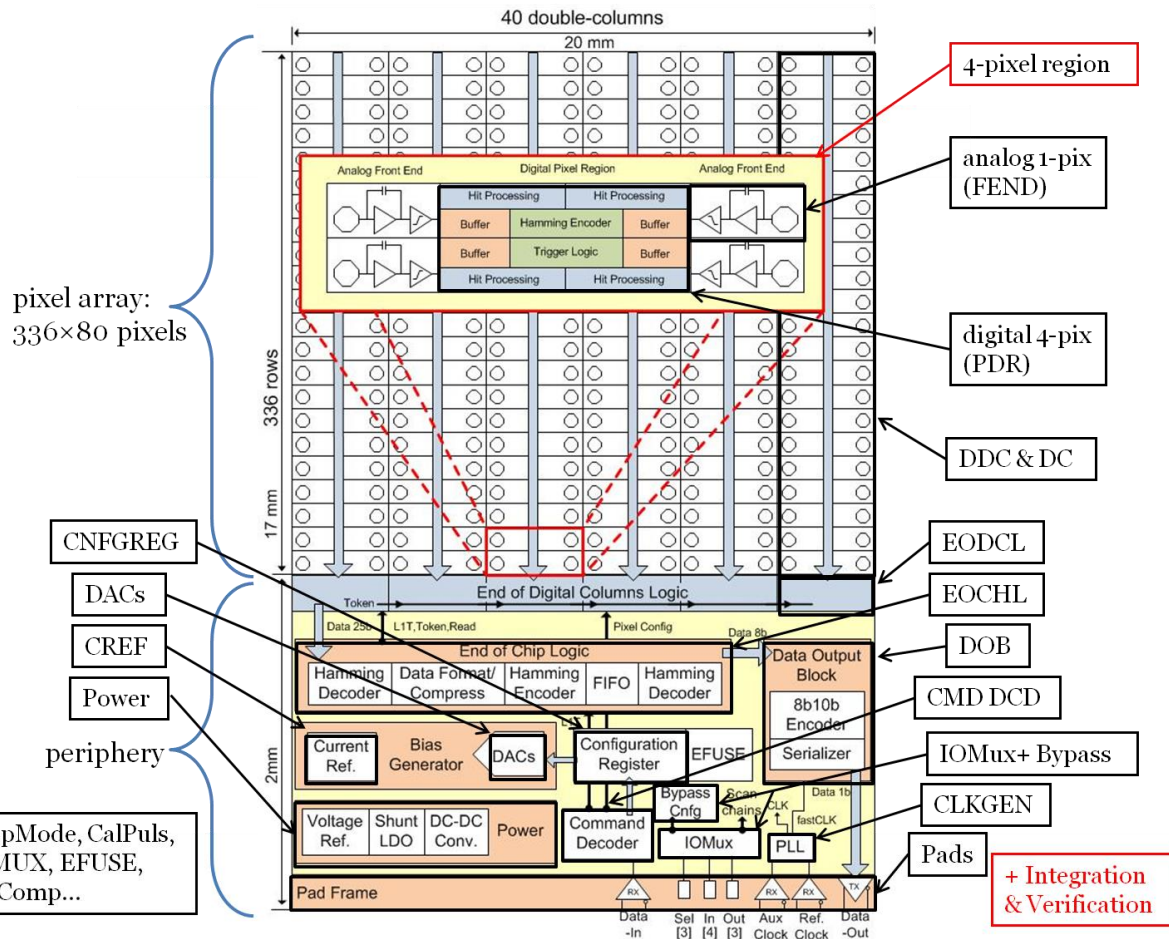 40 double-columns
20 mm
4-pixel region
analog 1-pix
(FEND)
Analog Front End
Digital Pixel Region
Analog Front End
Hit Processing
Hit Processing
Buffer
Hamming Encoder
Buffer
Buffer
Trigger Logic
Buffer
Hit Processing
Hit Processing
pixel array:
336×80 pixels
digital 4-pix
(PDR)
336 rows
17 mm
DDC & DC
CNFGREG
DACs
CREF
Power
EODCL
EOCHL
DOB
CMD DCD
IOMux+ Bypass
CLKGEN
Pads
End of Digital Columns Logic
Token
Data 25b
L1T,Token,Read
Pixel Config
Data 8b
End of Chip Logic
Hamming
Decoder
Data Format/
Compress
Hamming
Encoder
FIFO
Hamming
Decoder
Data Output
Block
8b10b
Encoder
Serializer
periphery
2mm
Current
Ref.
Bias
Generator
DACs
Configuration
Register
EFUSE
Bypass
Cnfg
Scan
chains
CLK
Data 1b
fastCLK
Voltage
Ref.
Shunt
LDO
DC-DC
Conv.
Power
Command
Decoder
IOMux
PLL
pMode, CalPuls,
MUX, EFUSE,
Comp...
Pad Frame
RX
RX
RX
TX
Data
-In
Sel
[3]
In
[4]
Out
[3]
Aux
Clock
Ref.
Clock
Data
-Out
+ Integration
& Verification